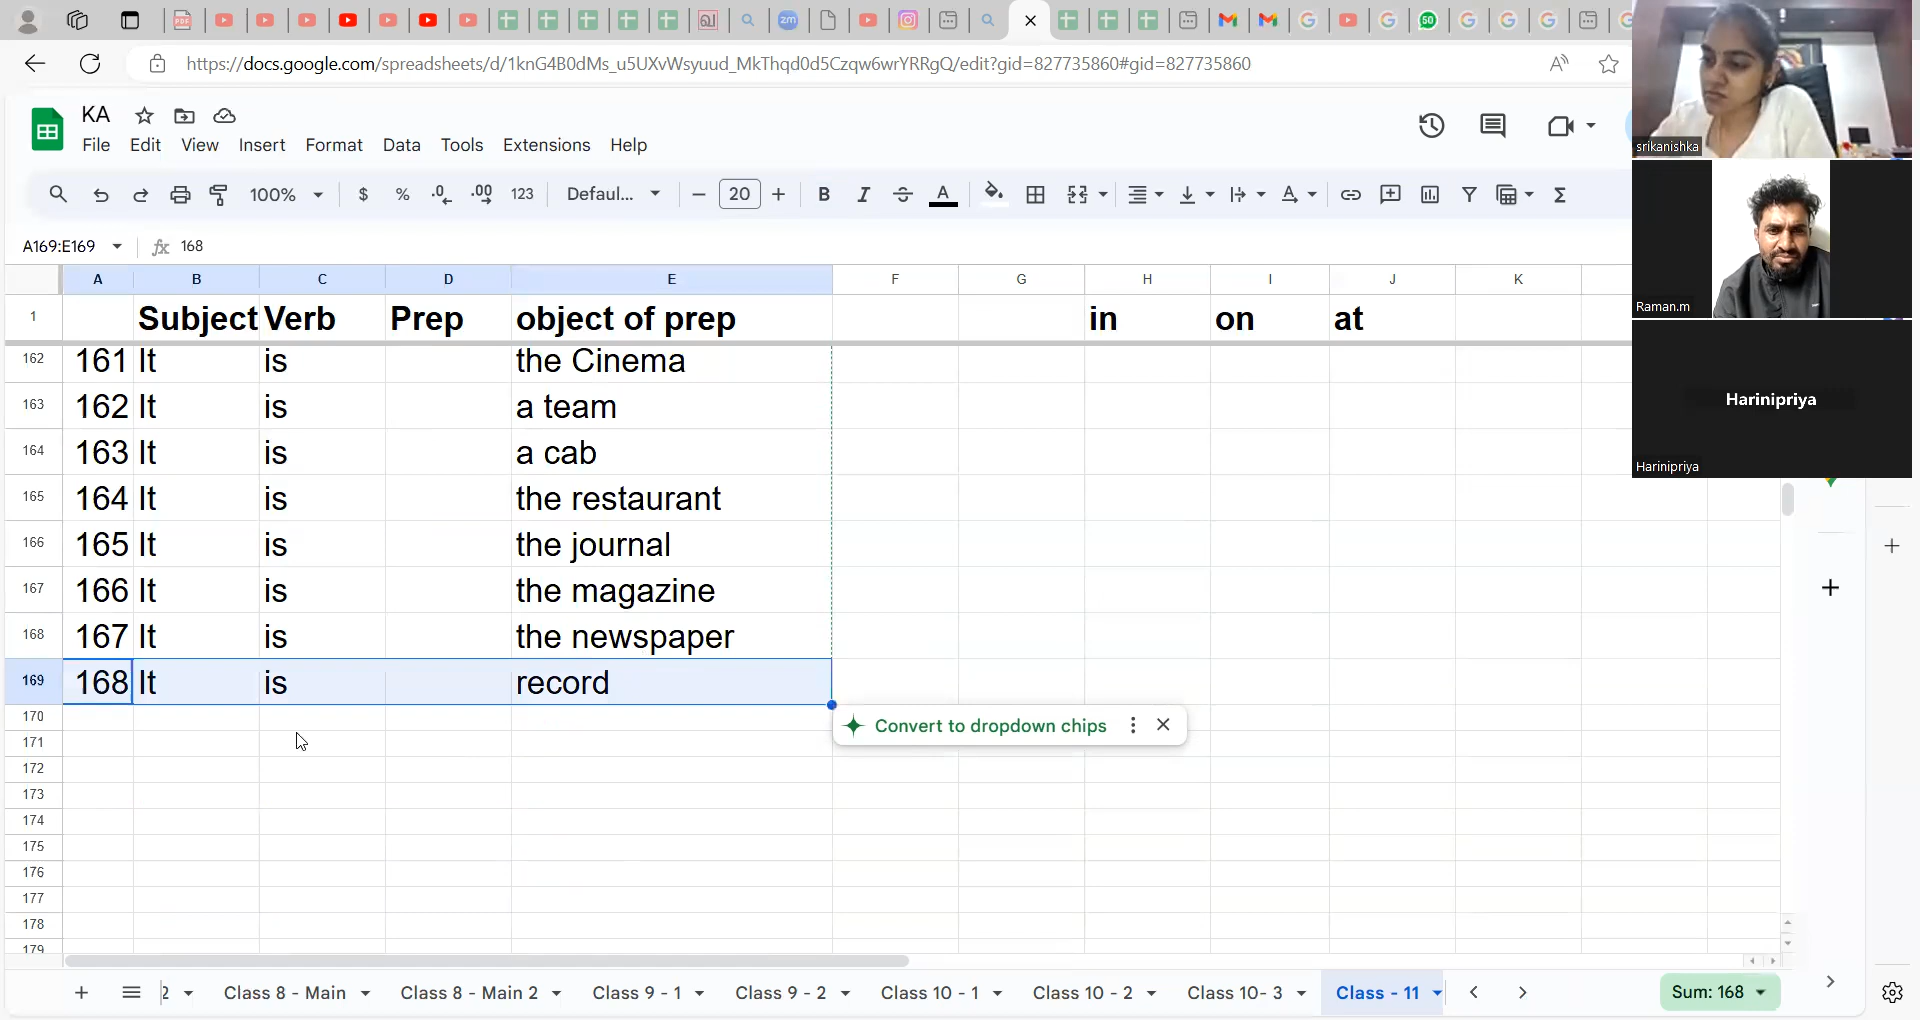 https://docs.google.com/spreadsheets/d/1knG4B0dMs_u5UXvWsyuud_MkThqd0d5Czqw6wrYRRgQ/edit?gid=827735860#gid=827735860
KA
File Edit View Insert Format Data Tools Extensions Help
100% $ % .0 .00 123 Defaul... 20 B I A
A169:E169 fx 168
A B C D E F G H I J K
1 Subject Verb Prep object of prep in on at
162 161 It is the Cinema
163 162 It is a team
164 163 It is a cab
165 164 It is the restaurant
166 165 It is the journal
167 166 It is the magazine
168 167 It is the newspaper
169 168 It is record
170
Convert to dropdown chips
171
172
173
174
175
176
177
178
179
2 Class 8 - Main Class 8 - Main 2 Class 9 - 1 Class 9 - 2 Class 10 - 1 Class 10 - 2 Class 10- 3 Class - 11 Sum: 168
srikanishka
Raman.m
Harinipriya
Harinipriya